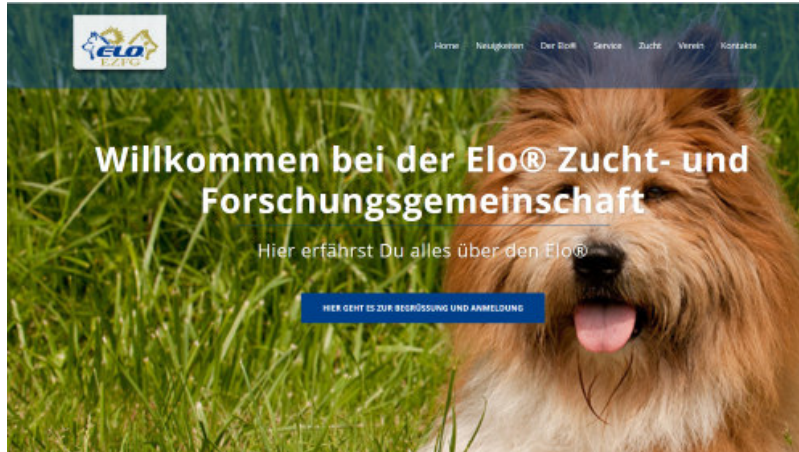 ELO
EZFG
Home Neuigkeiten Der Elo® Service Zucht Verein Kontakte
Willkommen bei der Elo® Zucht- und
Forschungsgemeinschaft
Hier erfährst Du alles über den Elo®
HIER GEHT ES ZUR BEGRÜSSUNG UND ANMELDUNG